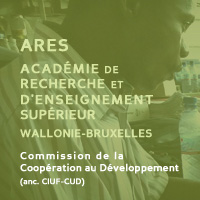 ARES
ACADÉMIE DE
RECHERCHE ET
D'ENSEIGNEMENT
SUPÉRIEUR
WALLONIE-BRUXELLES
Commission de la
Coopération au Développement
(anc. CIUF-CUD)